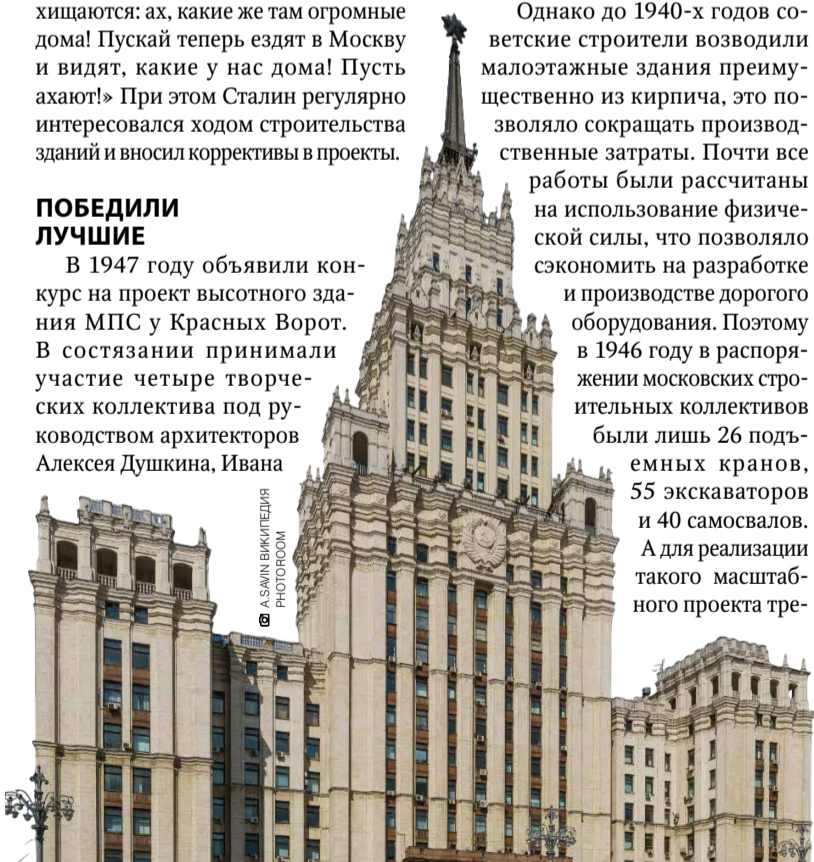 хищаются: ах, какие же там огромные
дома! Пускай теперь ездят в Москву
и видят, какие у нас дома! Пусть
ахают!» При этом Сталин регулярно
интересовался ходом строительства
зданий и вносил коррективы в проекты.
ПОБЕДИЛИ
ЛУЧШИЕ
В 1947 году объявили кон-
курс на проект высотного зда-
ния МПС у Красных Ворот.
В состязании принимали
участие четыре творче-
ских коллектива под ру-
ководством архитекторов
Алексея Душкина, Ивана
A.SAVIN ВИКИПЕДИЯ
PHOTOROOM
Однако до 1940-х годов со-
ветские строители возводили
малоэтажные здания преиму-
щественно из кирпича, это по-
зволяло сокращать производ-
ственные затраты. Почти все
работы были рассчитаны
на использование физиче-
ской силы, что позволяло
сэкономить на разработке
и производстве дорогого
оборудования. Поэтому
в 1946 году в распоря-
жении московских стро-
ительных коллективов
были лишь 26 подъ-
емных кранов,
55 экскаваторов
и 40 самосвалов.
А для реализации
такого масштаб-
ного проекта тре-